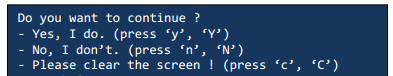 Do you want to continue ?
- Yes, I do. (press ‘y’, ‘Y’)
- No, I don’t. (press ‘n’, ‘N’)
- Please clear the screen ! (press ‘c’, ‘C’)